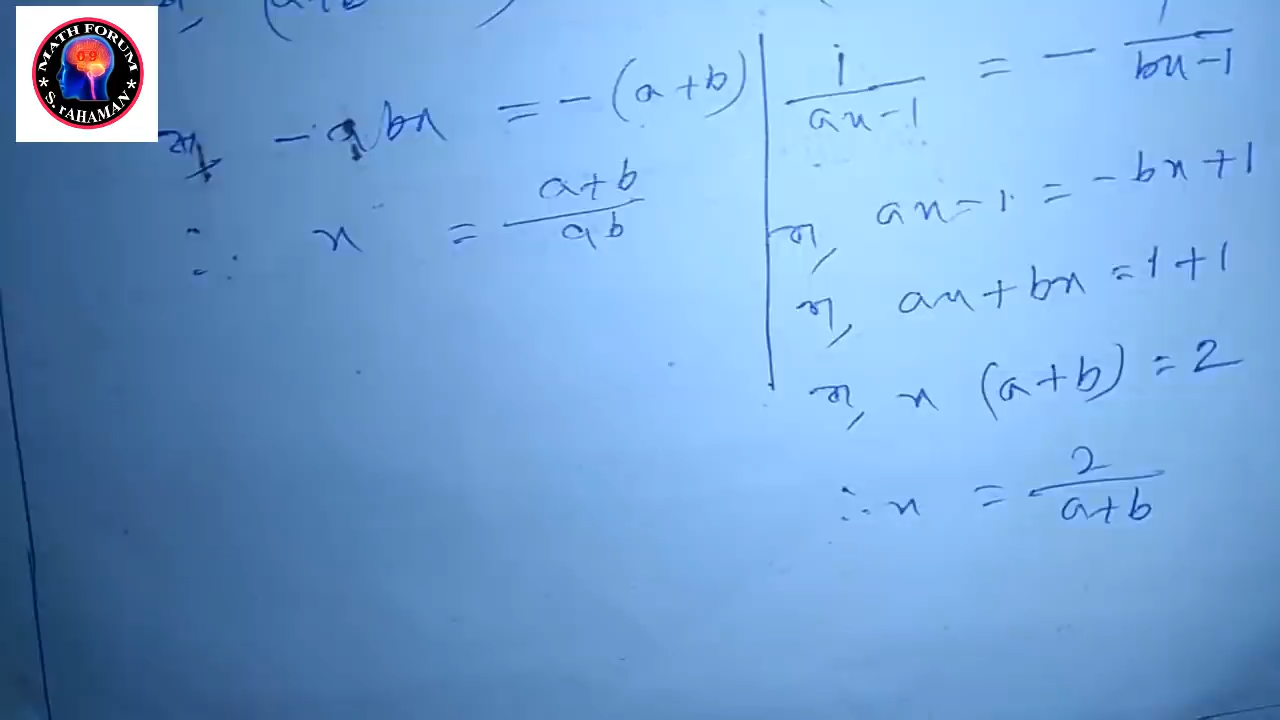 MATH FORUM
S. rAHAMAN
বা, - abx = - (a+b)
∴ x = a+b / ab
1 / ax-1 = - 1 / bx-1
বা, ax-1 = -bx+1
বা, ax+bx = 1+1
বা, x (a+b) = 2
∴ x = 2 / a+b